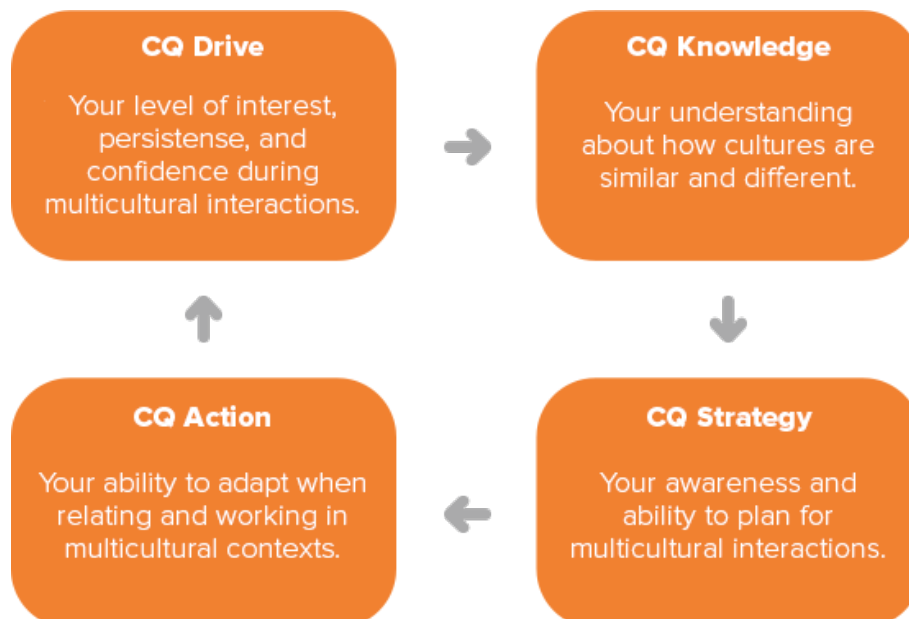 CQ Drive
Your level of interest,
persistense, and
confidence during
multicultural interactions.
CQ Knowledge
Your understanding
about how cultures are
similar and different.
CQ Action
Your ability to adapt when
relating and working in
multicultural contexts.
CQ Strategy
Your awareness and
ability to plan for
multicultural interactions.